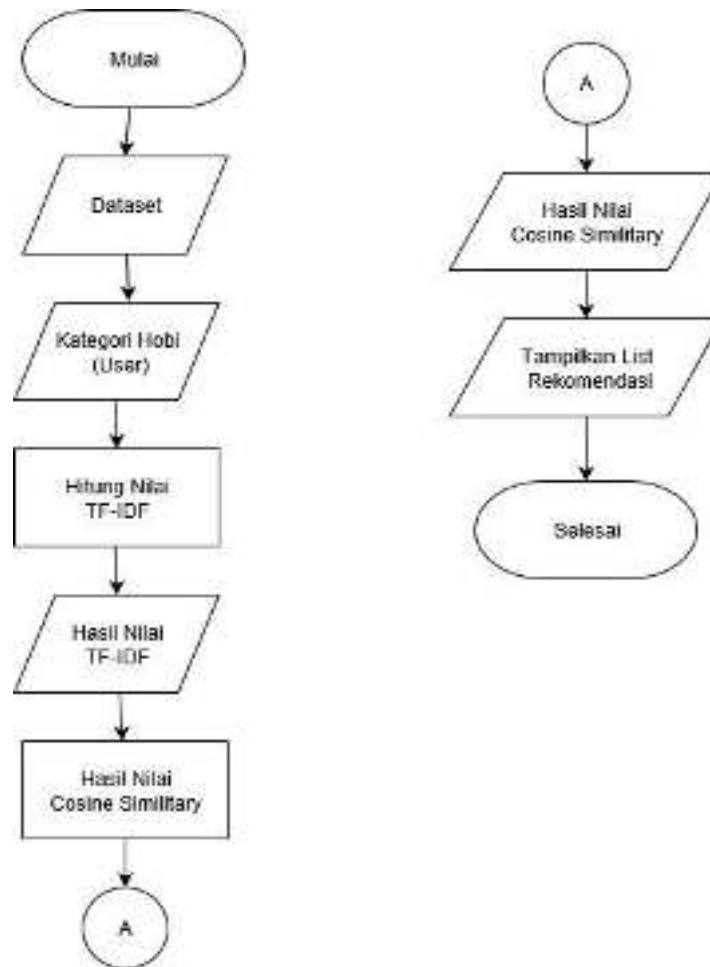 Mulai
Dataset
Kategori Hobi
(User)
Hitung Nilai
TF-IDF
Hasil Nilai
TF-IDF
Hasil Nilai
Cosine Similitary
A
A
Hasil Nilai
Cosine Similitary
Tampilkan List
Rekomendasi
Selesai